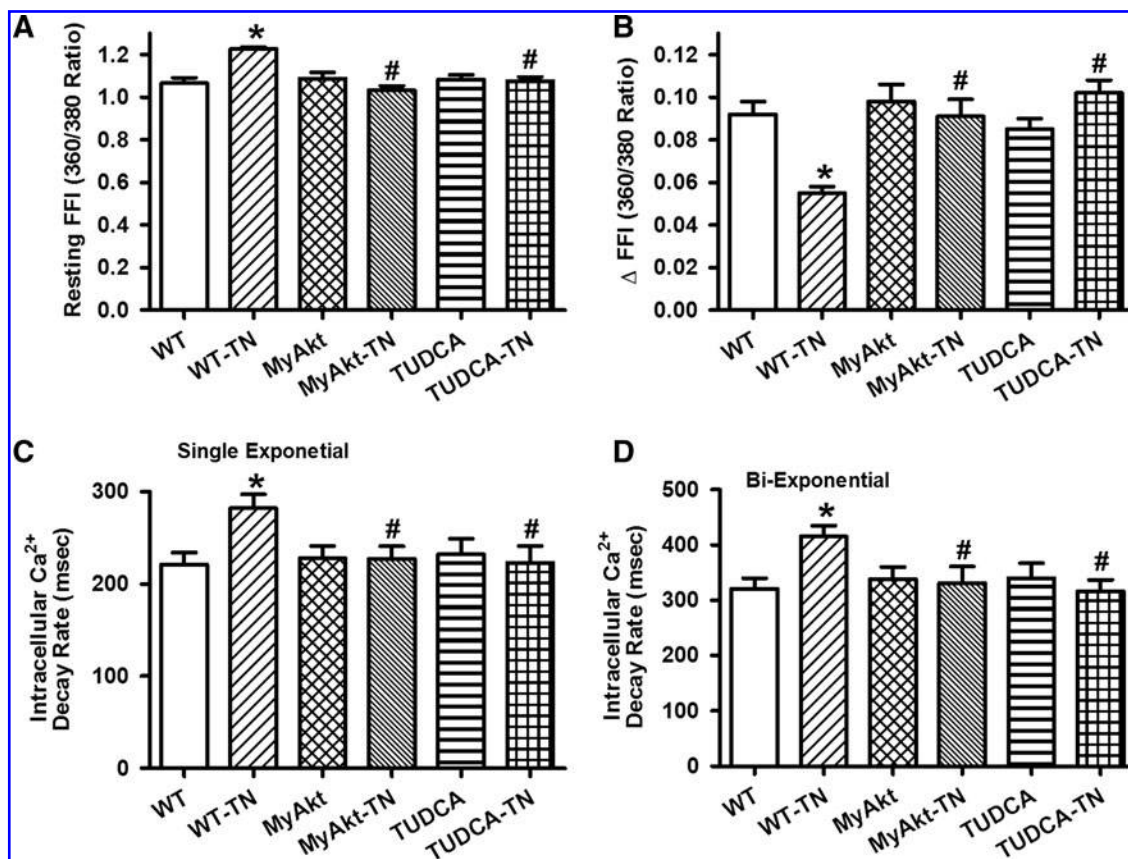 A
Resting FFI (360/380 Ratio)
1.2
1.0
0.8
0.6
0.4
0.2
0.0
*
#
#
WT
WT-TN
MyAkt
MyAkt-TN
TUDCA
TUDCA-TN
B
Δ FFI (360/380 Ratio)
0.12
0.10
0.08
0.06
0.04
0.02
0.00
*
#
#
WT
WT-TN
MyAkt
MyAkt-TN
TUDCA
TUDCA-TN
C
Single Exponetial
Intracellular Ca²⁺
Decay Rate (msec)
300
200
100
0
*
#
#
WT
WT-TN
MyAkt
MyAkt-TN
TUDCA
TUDCA-TN
D
Bi-Exponential
Intracellular Ca²⁺
Decay Rate (msec)
500
400
300
200
100
0
*
#
#
WT
WT-TN
MyAkt
MyAkt-TN
TUDCA
TUDCA-TN